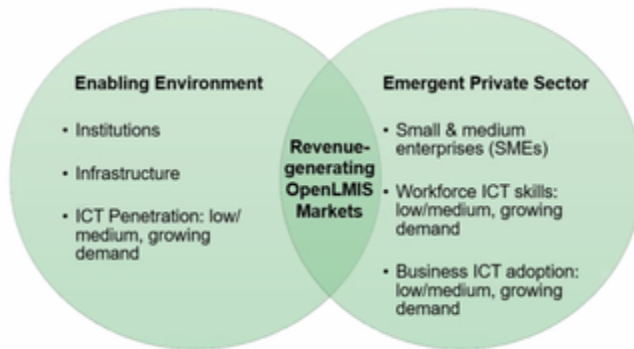 Enabling Environment
• Institutions
• Infrastructure
• ICT Penetration: low/
medium, growing
demand
Revenue-
generating
OpenLMIS
Markets
Emergent Private Sector
• Small & medium
enterprises (SMEs)
• Workforce ICT skills:
low/medium, growing
demand
• Business ICT adoption:
low/medium, growing
demand